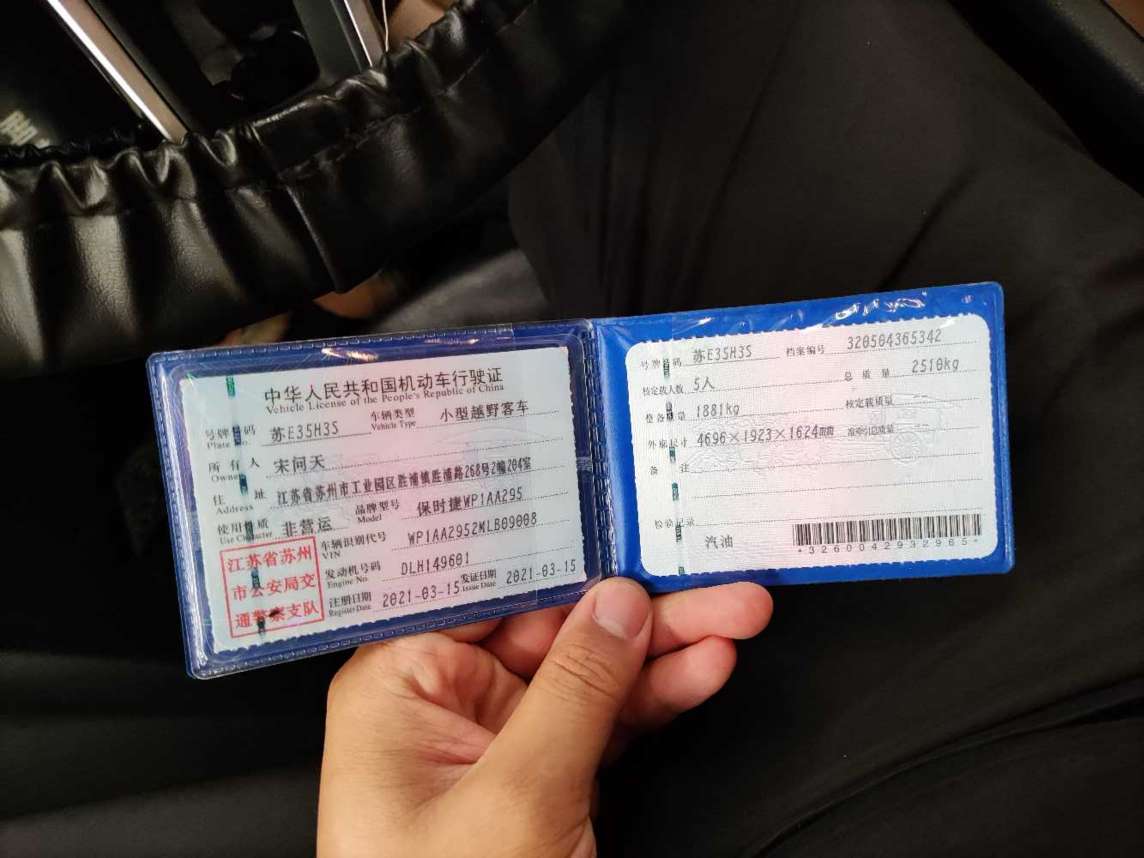 中华人民共和国机动车行驶证
Vehicle License of the People's Republic of China
号牌号码 苏E35H3S 车辆类型 小型越野客车
Plate No. Vehicle Type
所有人 宋问天
Owner
住址 江苏省苏州市工业园区胜浦镇胜浦路268号2幢204室
Address
使用性质 非营运 品牌型号 保时捷WP1AA295
Use Character Model
江苏省苏州
市公安局交
通警察支队
车辆识别代号 WP1AA2952MLB09008
VIN
发动机号码 DLH149601
Engine No.
注册日期 2021-03-15 发证日期 2021-03-15
Register Date Issue Date
号牌号码 苏E35H3S 档案编号 320504365342
核定载人数 5人 总质量 2510kg
整备质量 1881kg 核定载质量
外廓尺寸 4696×1923×1624mm 准牵引总质量
备注
检验记录
汽油
*3260042932965*